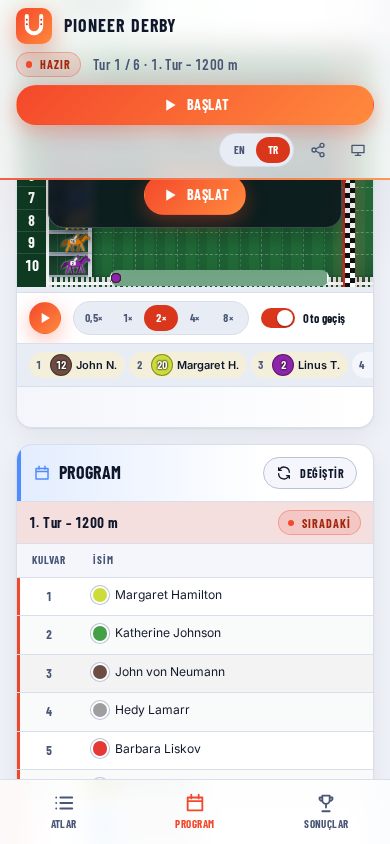 PIONEER DERBY
HAZIR Tur 1 / 6 · 1. Tur – 1200 m
BAŞLAT
EN TR
BAŞLAT
7
8
9
10
0,5× 1× 2× 4× 8× Oto geçiş
1 12 John N. 2 20 Margaret H. 3 2 Linus T. 4
PROGRAM DEĞİŞTİR
1. Tur – 1200 m SIRADAKİ
KULVAR İSİM
1 Margaret Hamilton
2 Katherine Johnson
3 John von Neumann
4 Hedy Lamarr
5 Barbara Liskov
ATLAR PROGRAM SONUÇLAR